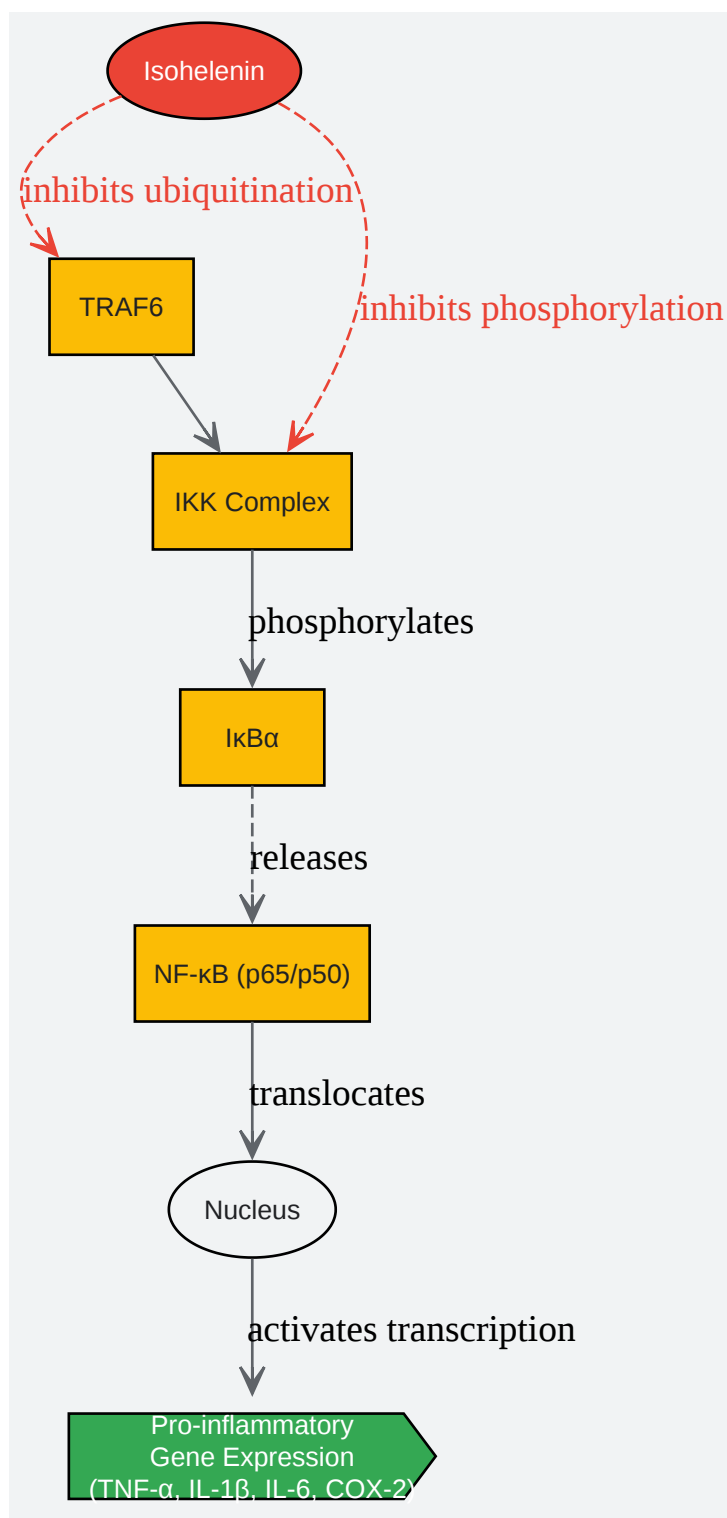 Isohelenin
inhibits ubiquitination
TRAF6
inhibits phosphorylation
IKK Complex
phosphorylates
IκBα
releases
NF-κB (p65/p50)
translocates
Nucleus
activates transcription
Pro-inflammatory
Gene Expression
(TNF-α, IL-1β, IL-6, COX-2)